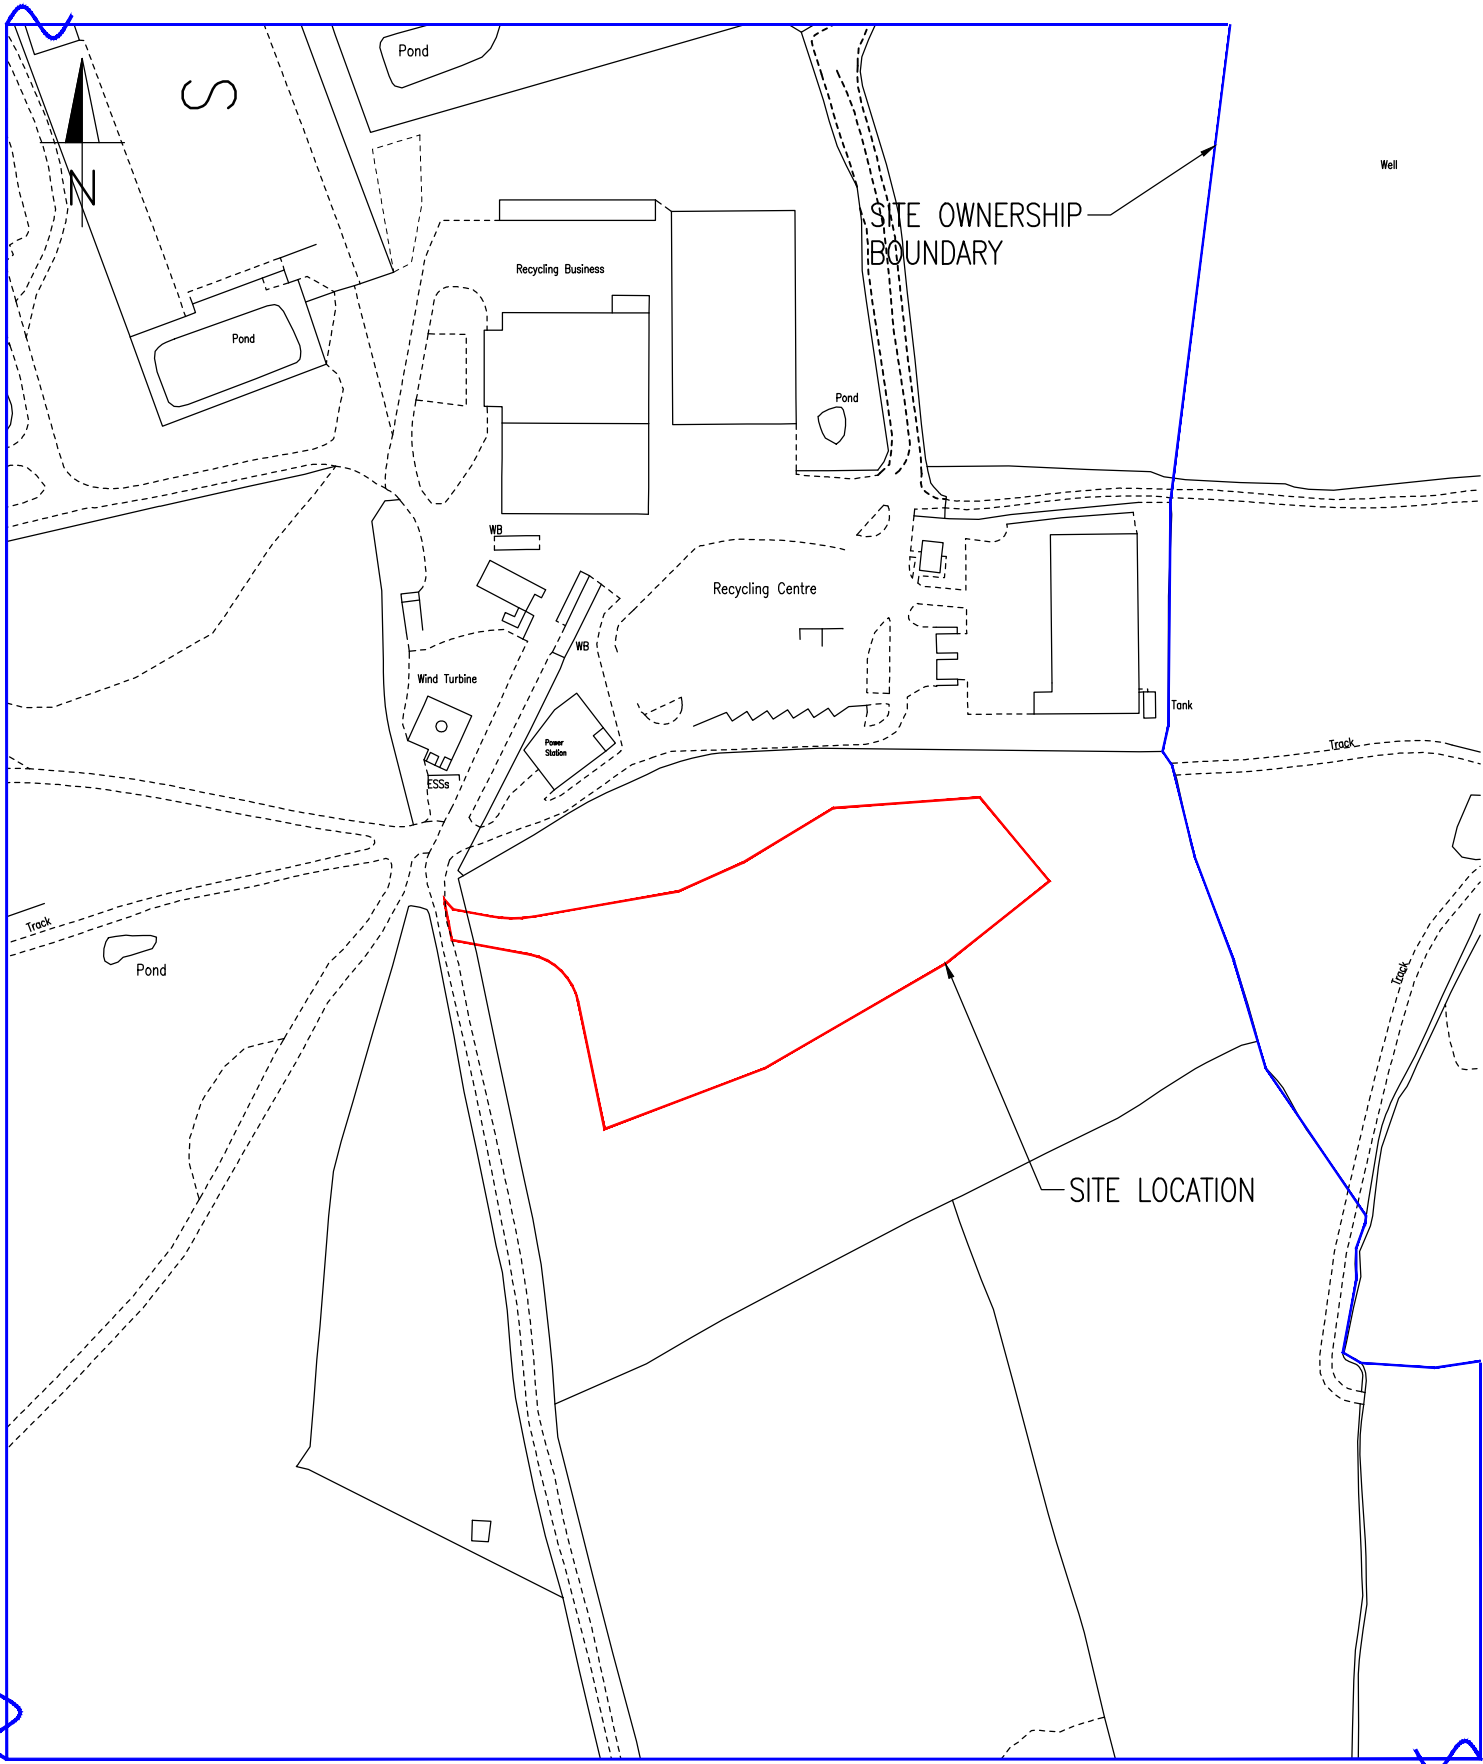 Pond
S
N
Well
SITE OWNERSHIP
BOUNDARY
Recycling Business
Pond
Pond
WB
Recycling Centre
WB
Wind Turbine
Tank
Power
Station
Track
ESSs
Track
Pond
Track
SITE LOCATION